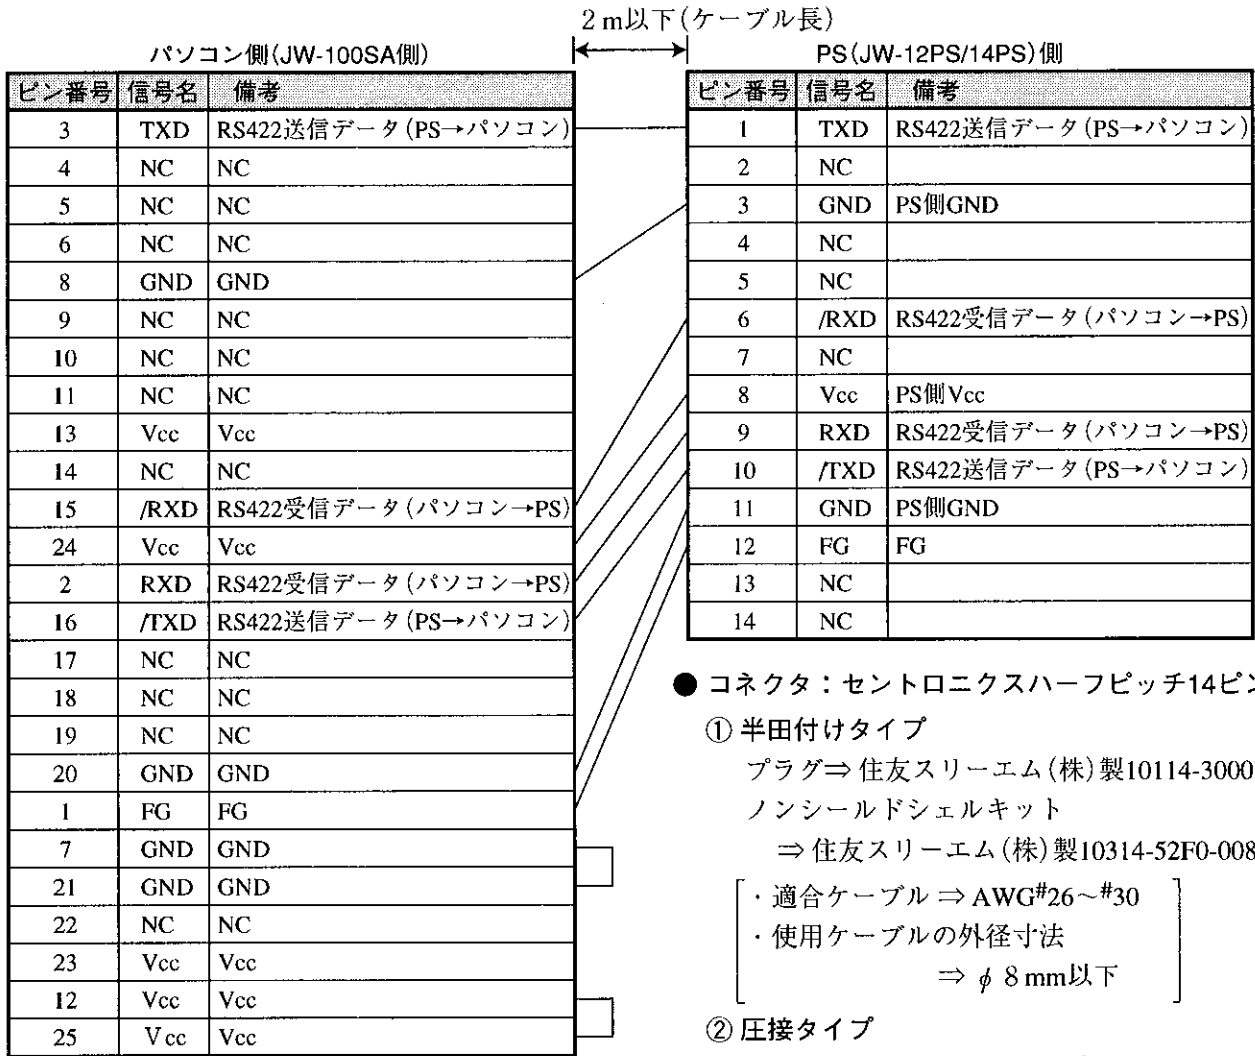 2m以下(ケーブル長)
パソコン側(JW-100SA側)
ピン番号 信号名 備考
3 TXD RS422送信データ(PS→パソコン)
4 NC NC
5 NC NC
6 NC NC
8 GND GND
9 NC NC
10 NC NC
11 NC NC
13 Vcc Vcc
14 NC NC
15 /RXD RS422受信データ(パソコン→PS)
24 Vcc Vcc
2 RXD RS422受信データ(パソコン→PS)
16 /TXD RS422送信データ(PS→パソコン)
17 NC NC
18 NC NC
19 NC NC
20 GND GND
1 FG FG
7 GND GND
21 GND GND
22 NC NC
23 Vcc Vcc
12 Vcc Vcc
25 Vcc Vcc
PS(JW-12PS/14PS)側
ピン番号 信号名 備考
1 TXD RS422送信データ(PS→パソコン)
2 NC
3 GND PS側GND
4 NC
5 NC
6 /RXD RS422受信データ(パソコン→PS)
7 NC
8 Vcc PS側Vcc
9 RXD RS422受信データ(パソコン→PS)
10 /TXD RS422送信データ(PS→パソコン)
11 GND PS側GND
12 FG FG
13 NC
14 NC
● コネクタ：セントロニクスハーフピッチ14ピン
① 半田付けタイプ
プラグ⇒ 住友スリーエム(株)製10114-3000
ノンシールドシェルキット
⇒ 住友スリーエム(株)製10314-52F0-008
・適合ケーブル ⇒ AWG#26～#30
・使用ケーブルの外径寸法
⇒ φ 8mm以下
② 圧接タイプ